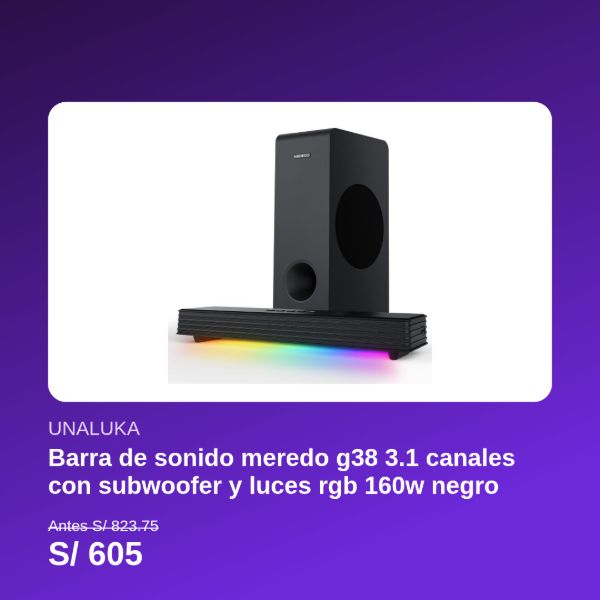 UNALUKA
Barra de sonido meredo g38 3.1 canales
con subwoofer y luces rgb 160w negro
Antes S/ 823.75
S/ 605